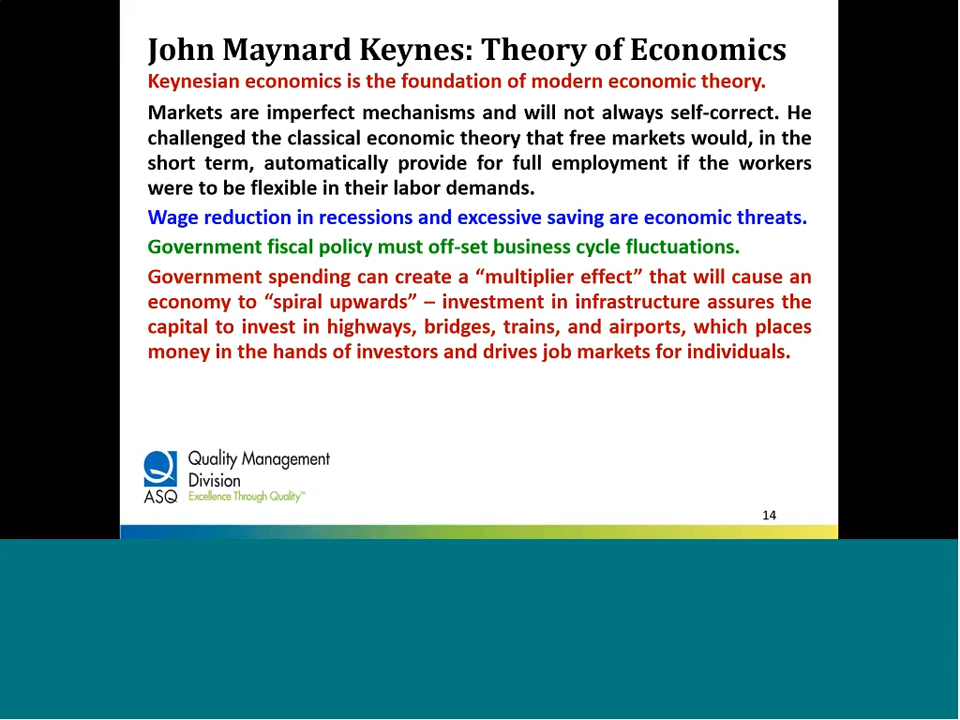 John Maynard Keynes: Theory of Economics
Keynesian economics is the foundation of modern economic theory.
Markets are imperfect mechanisms and will not always self-correct. He
challenged the classical economic theory that free markets would, in the
short term, automatically provide for full employment if the workers
were to be flexible in their labor demands.
Wage reduction in recessions and excessive saving are economic threats.
Government fiscal policy must off-set business cycle fluctuations.
Government spending can create a “multiplier effect” that will cause an
economy to “spiral upwards” – investment in infrastructure assures the
capital to invest in highways, bridges, trains, and airports, which places
money in the hands of investors and drives job markets for individuals.
Quality Management
Division
ASQ Excellence Through Quality™
14